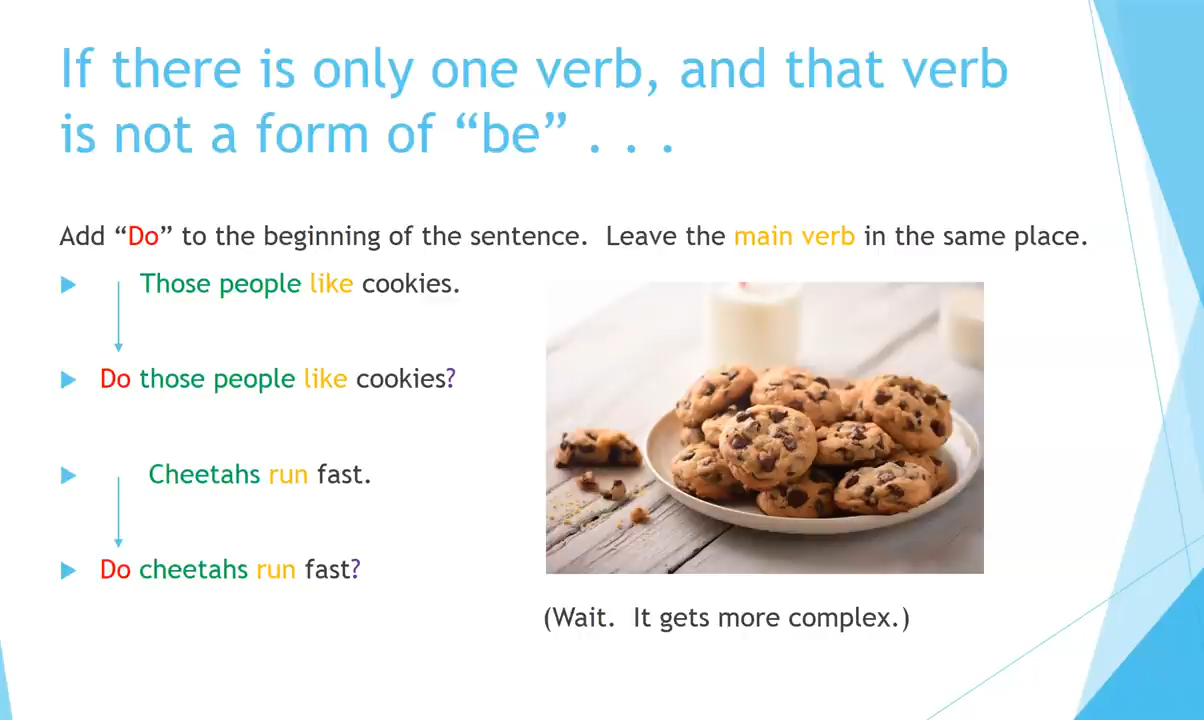 If there is only one verb, and that verb
is not a form of “be” . . .
Add “Do” to the beginning of the sentence.  Leave the main verb in the same place.
Those people like cookies.
Do those people like cookies?
Cheetahs run fast.
Do cheetahs run fast?
(Wait.  It gets more complex.)